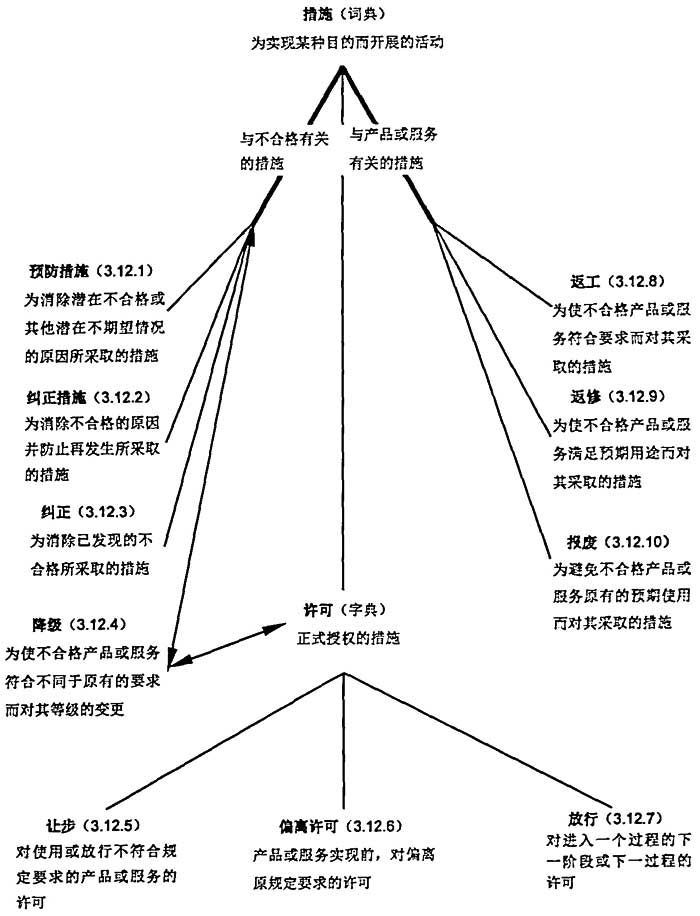 措施（词典）
为实现某种目的而开展的活动
与不合格有关
的措施
与产品或服务
有关的措施
预防措施（3.12.1）
为消除潜在不合格或
其他潜在不期望情况
的原因所采取的措施
纠正措施（3.12.2）
为消除不合格的原因
并防止再发生所采取
的措施
纠正（3.12.3）
为消除已发现的不
合格所采取的措施
降级（3.12.4）
为使不合格产品或服务
符合不同于原有的要求
而对其等级的变更
返工（3.12.8）
为使不合格产品或服
务符合要求而对其采
取的措施
返修（3.12.9）
为使不合格产品或服
务满足预期用途而对
其采取的措施
报废（3.12.10）
为避免不合格产品或
服务原有的预期使用
而对其采取的措施
许可（字典）
正式授权的措施
让步（3.12.5）
对使用或放行不符合规
定要求的产品或服务的
许可
偏离许可（3.12.6）
产品或服务实现前，对偏离
原规定要求的许可
放行（3.12.7）
对进入一个过程的下
一阶段或下一过程的
许可